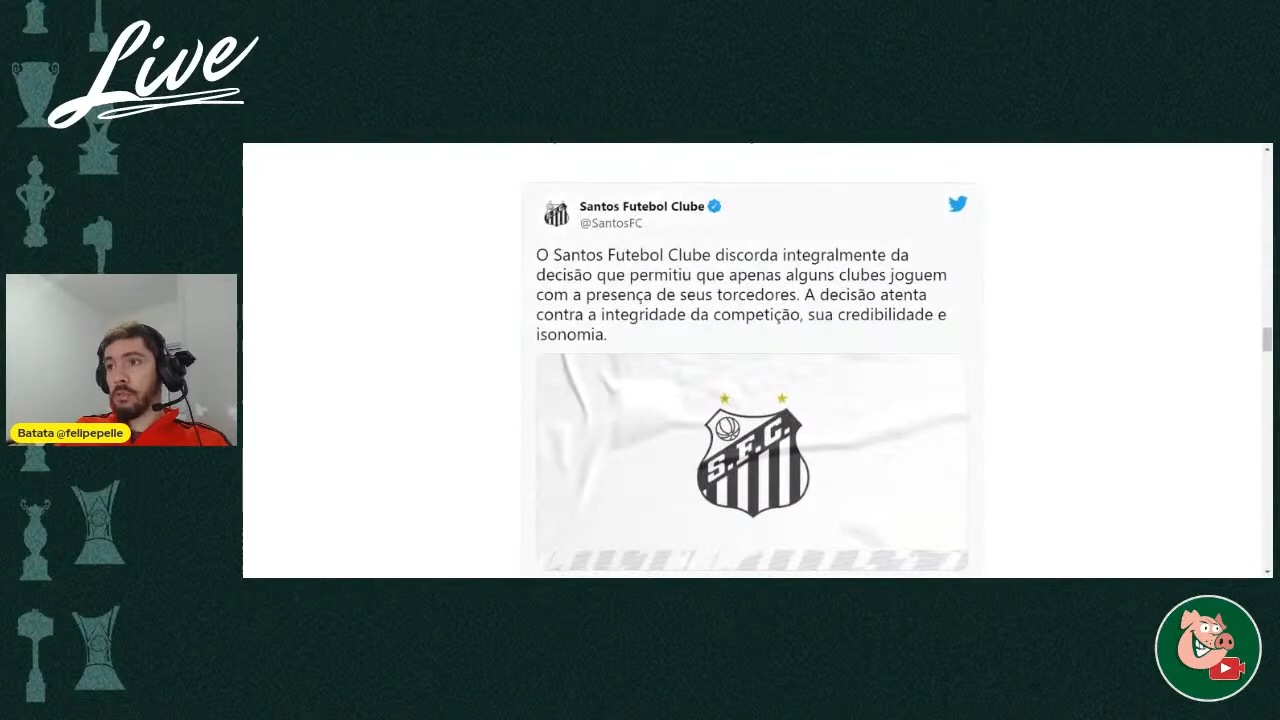 Live
Santos Futebol Clube
@SantosFC
O Santos Futebol Clube discorda integralmente da
decisão que permitiu que apenas alguns clubes joguem
com a presença de seus torcedores. A decisão atenta
contra a integridade da competição, sua credibilidade e
isonomia.
S.F.C.
Batata @felipepelle